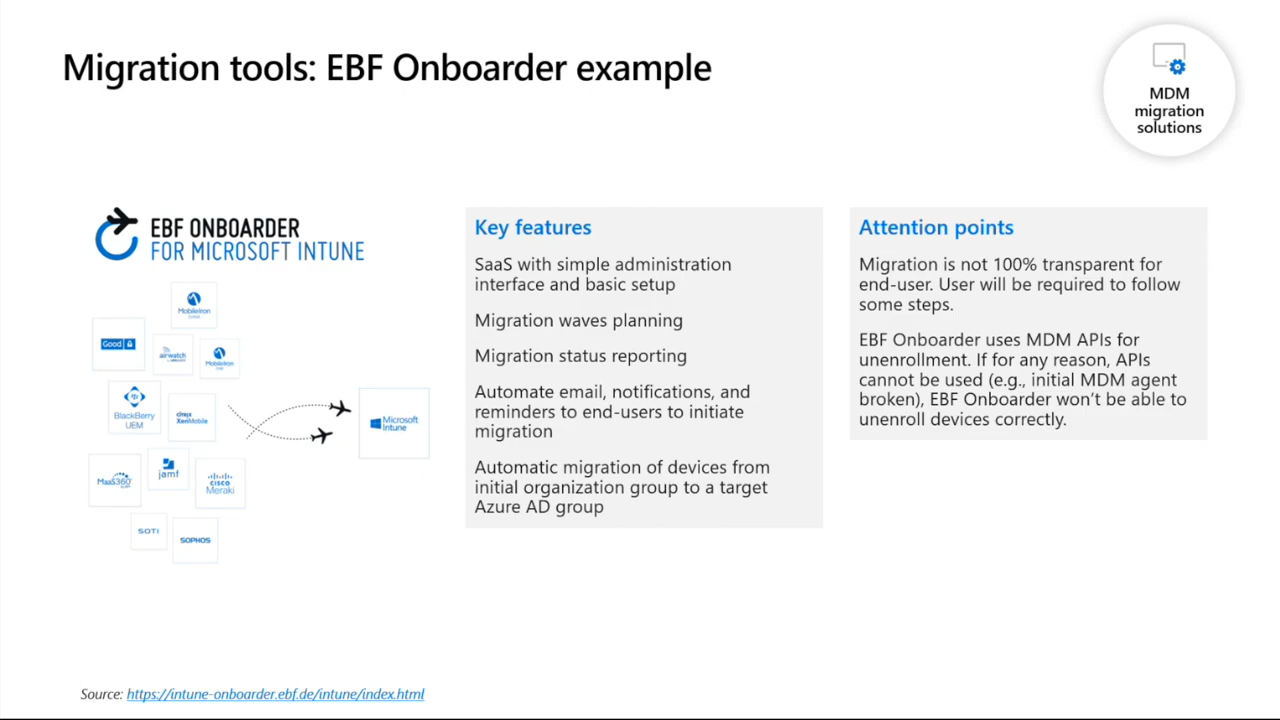 Migration tools: EBF Onboarder example
MDM
migration
solutions
EBF ONBOARDER
FOR MICROSOFT INTUNE
MobileIron
Good
airwatch
MobileIron
BlackBerry
UEM
citrix
XenMobile
MaaS360
jamf
CISCO
Meraki
SOTI
SOPHOS
Microsoft
Intune
Key features
SaaS with simple administration
interface and basic setup
Migration waves planning
Migration status reporting
Automate email, notifications, and
reminders to end-users to initiate
migration
Automatic migration of devices from
initial organization group to a target
Azure AD group
Attention points
Migration is not 100% transparent for
end-user. User will be required to follow
some steps.
EBF Onboarder uses MDM APIs for
unenrollment. If for any reason, APIs
cannot be used (e.g., initial MDM agent
broken), EBF Onboarder won’t be able to
unenroll devices correctly.
Source: https://intune-onboarder.ebf.de/intune/index.html